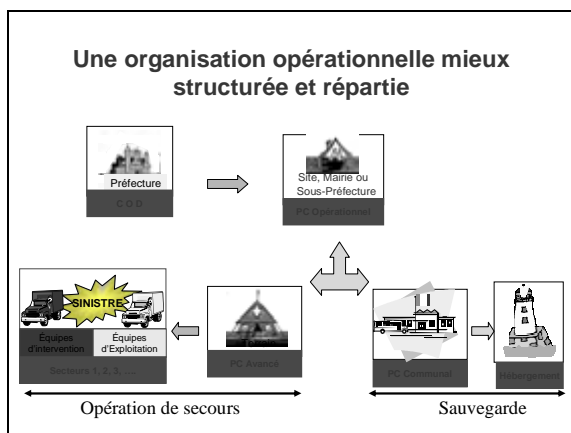 Une organisation opérationnelle mieux
structurée et répartie
Préfecture
C O D
Site, Mairie ou
Sous-Préfecture
PC Opérationnel
SINISTRE
Équipes
d'intervention
Équipes
d'Exploitation
Secteurs 1, 2, 3, ....
PC Avancé
PC Communal
Hébergement
Opération de secours
Sauvegarde